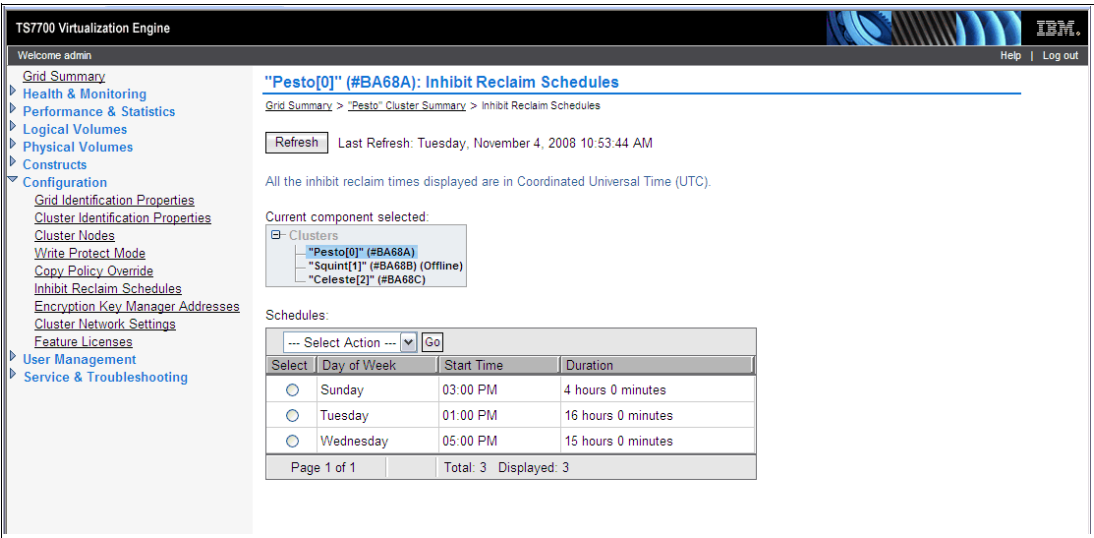 TS7700 Virtualization Engine
IBM.
Welcome admin
Help | Log out
Grid Summary
Health & Monitoring
Performance & Statistics
Logical Volumes
Physical Volumes
Constructs
Configuration
Grid Identification Properties
Cluster Identification Properties
Cluster Nodes
Write Protect Mode
Copy Policy Override
Inhibit Reclaim Schedules
Encryption Key Manager Addresses
Cluster Network Settings
Feature Licenses
User Management
Service & Troubleshooting
"Pesto[0]" (#BA68A): Inhibit Reclaim Schedules
Grid Summary > "Pesto" Cluster Summary > Inhibit Reclaim Schedules
Refresh Last Refresh: Tuesday, November 4, 2008 10:53:44 AM
All the inhibit reclaim times displayed are in Coordinated Universal Time (UTC).
Current component selected:
Clusters
"Pesto[0]" (#BA68A)
"Squint[1]" (#BA68B) (Offline)
"Celeste[2]" (#BA68C)
Schedules:
--- Select Action --- Go
Select Day of Week Start Time Duration
Sunday 03:00 PM 4 hours 0 minutes
Tuesday 01:00 PM 16 hours 0 minutes
Wednesday 05:00 PM 15 hours 0 minutes
Page 1 of 1 Total: 3 Displayed: 3